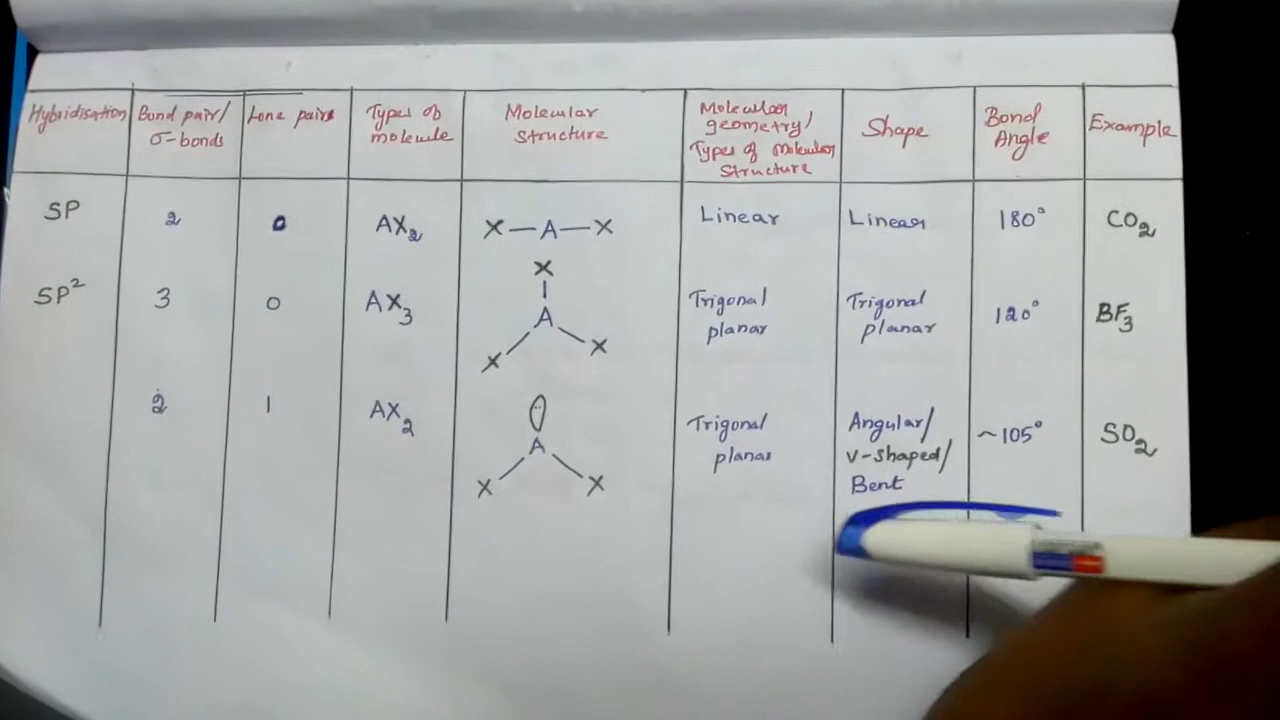 Hybridisation
Bond pair/
σ-bonds
Lone pairs
Types of
molecule
Molecular
Structure
Molecular
geometry/
Types of Molecular
Structure
Shape
Bond
Angle
Example
SP
2
0
AX₂
X—A—X
Linear
Linear
180°
CO₂
SP²
3
0
AX₃
X
A
X X
Trigonal
planar
Trigonal
planar
120°
BF₃
2
1
AX₂
A
X X
Trigonal
planar
Angular/
V-shaped/
Bent
~105°
SO₂